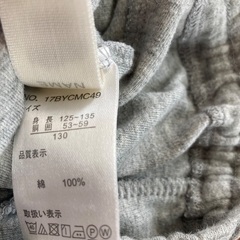 NO. 17BYCMC49
イズ
身長 125-135
胴囲 53-59
130
品質表示
綿 100%
取扱い表示